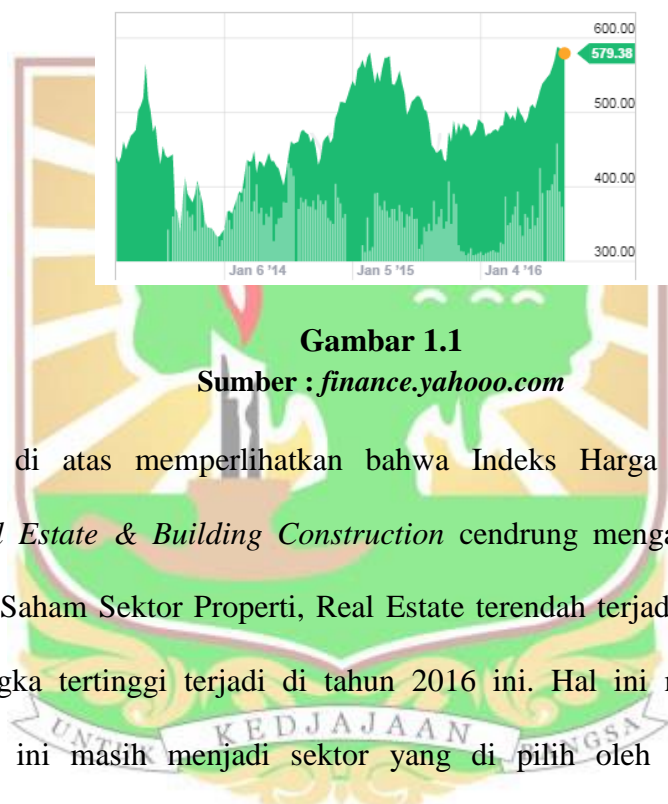 600.00
579.38
500.00
400.00
300.00
Jan 6 '14 Jan 5 '15 Jan 4 '16
Gambar 1.1
Sumber : finance.yahooo.com
di atas memperlihatkan bahwa Indeks Harga
Estate & Building Construction cendrung
Saham Sektor Properti, Real Estate terendah
tertinggi terjadi di tahun 2016 ini. Hal ini
ini masih menjadi sektor yang di pilih oleh
UNTUK KEDJAJAAN BANGSA